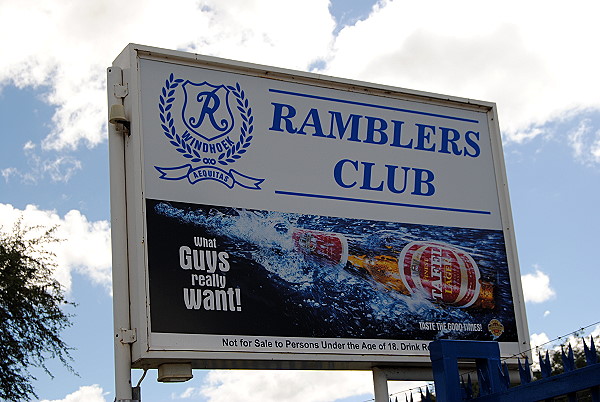 R
WINDHOEK
AEQUITAS
RAMBLERS
CLUB
What
Guys
really
want!
TAFEL
LAGER
TASTE THE GOOD TIMES!
Not for Sale to Persons Under the Age of 18. Drink